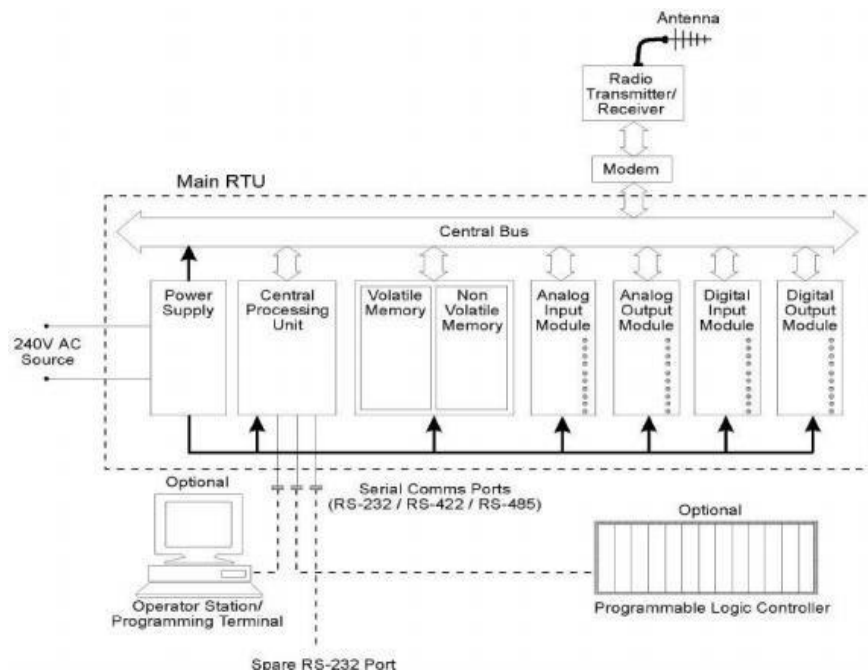 Antenna
Radio
Transmitter/
Receiver
Modem
Main RTU
Central Bus
Power
Supply
Central
Processing
Unit
Volatile
Memory
Non
Volatile
Memory
Analog
Input
Module
Analog
Output
Module
Digital
Input
Module
Digital
Output
Module
240V AC
Source
Optional
Serial Comms Ports
(RS-232 / RS-422 / RS-485)
Optional
Operator Station/
Programming Terminal
Programmable Logic Controller
Spare RS-232 Port